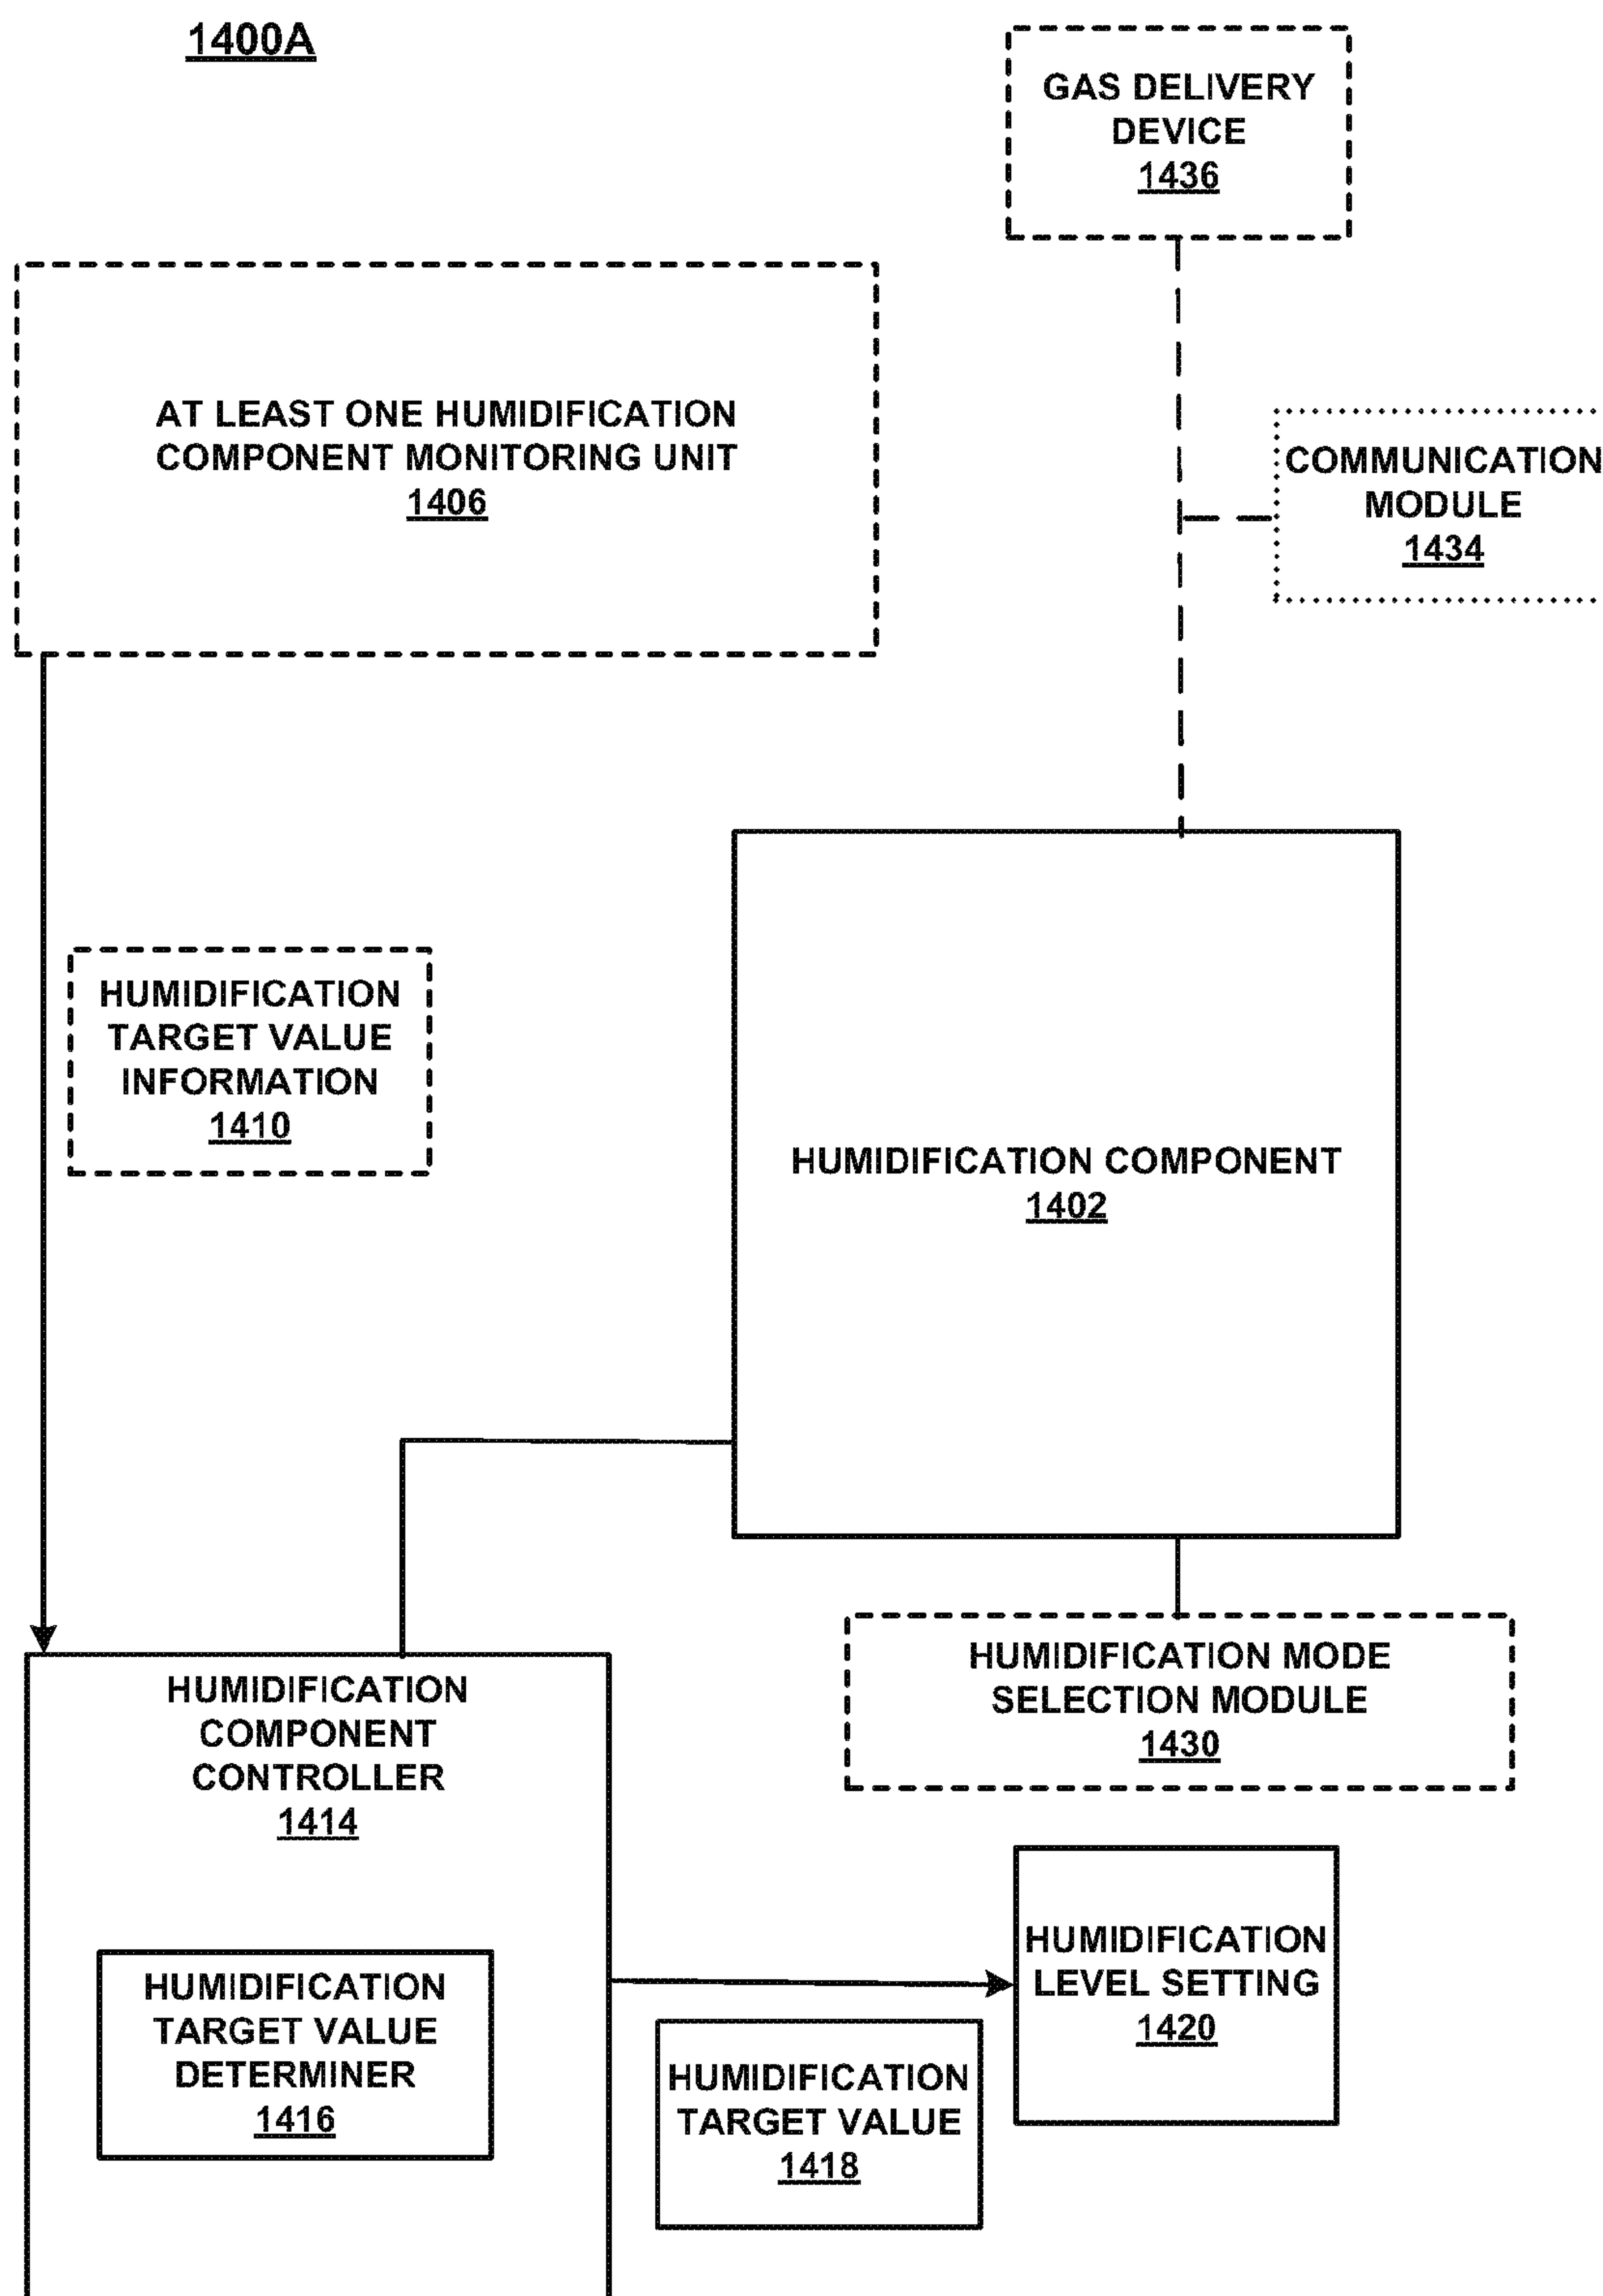 1400A
GAS DELIVERY
DEVICE
1436
AT LEAST ONE HUMIDIFICATION
COMPONENT MONITORING UNIT
1406
COMMUNICATION
MODULE
1434
HUMIDIFICATION
TARGET VALUE
INFORMATION
1410
HUMIDIFICATION COMPONENT
1402
HUMIDIFICATION MODE
SELECTION MODULE
1430
HUMIDIFICATION
COMPONENT
CONTROLLER
1414
HUMIDIFICATION
TARGET VALUE
DETERMINER
1416
HUMIDIFICATION
LEVEL SETTING
1420
HUMIDIFICATION
TARGET VALUE
1418